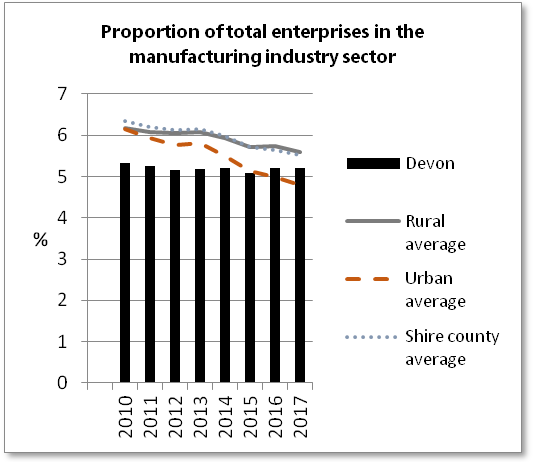 Proportion of total enterprises in the
manufacturing industry sector
7
6
5
4
3
2
1
0
%
2010
2011
2012
2013
2014
2015
2016
2017
Devon
Rural
average
Urban
average
Shire county
average